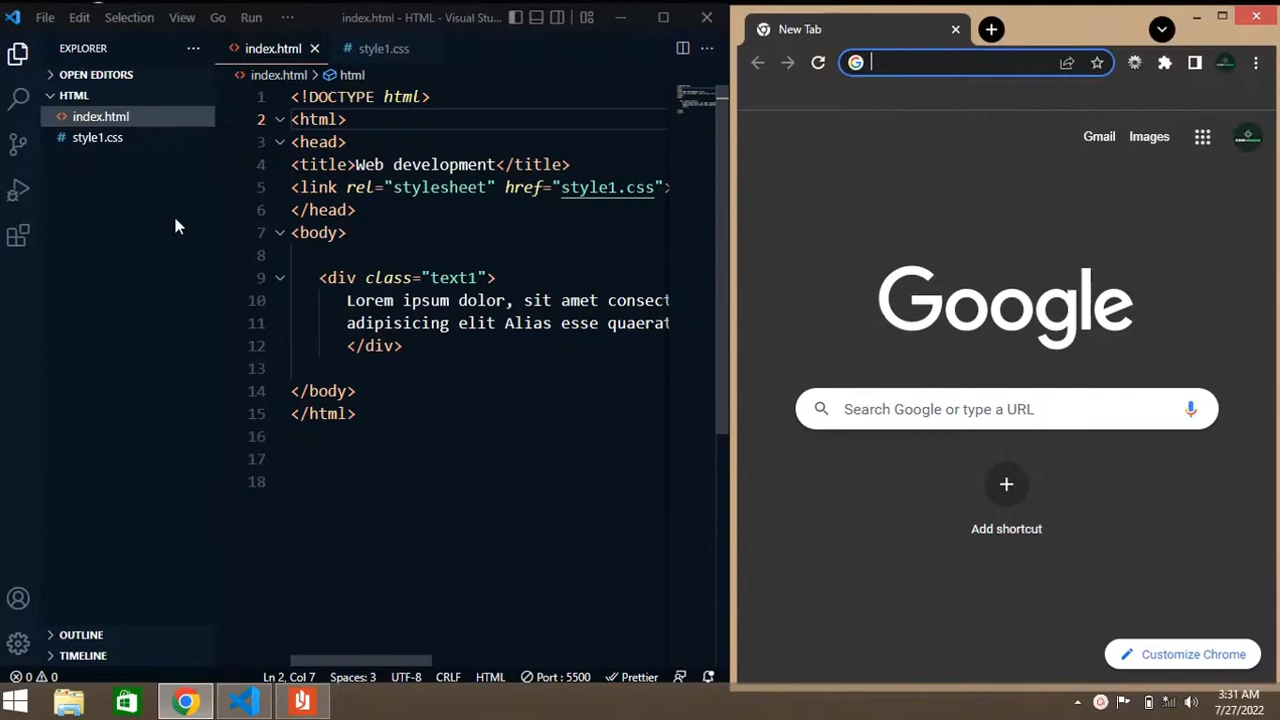 File Edit Selection View Go Run ··· index.html - HTML - Visual Stu...
EXPLORER ···
OPEN EDITORS
HTML
index.html
style1.css
OUTLINE
TIMELINE
index.html style1.css ···
index.html html
1 <!DOCTYPE html>
2 <html>
3 <head>
4 <title>Web development</title>
5 <link rel="stylesheet" href="style1.css">
6 </head>
7 <body>
8
9 <div class="text1">
10 Lorem ipsum dolor, sit amet consect
11 adipisicing elit Alias esse quaerat
12 </div>
13
14 </body>
15 </html>
16
17
18
0 0 Ln 2, Col 7 Spaces: 3 UTF-8 CRLF HTML Port : 5500 Prettier
New Tab
Gmail Images
Google
Search Google or type a URL
Add shortcut
Customize Chrome
3:31 AM
7/27/2022